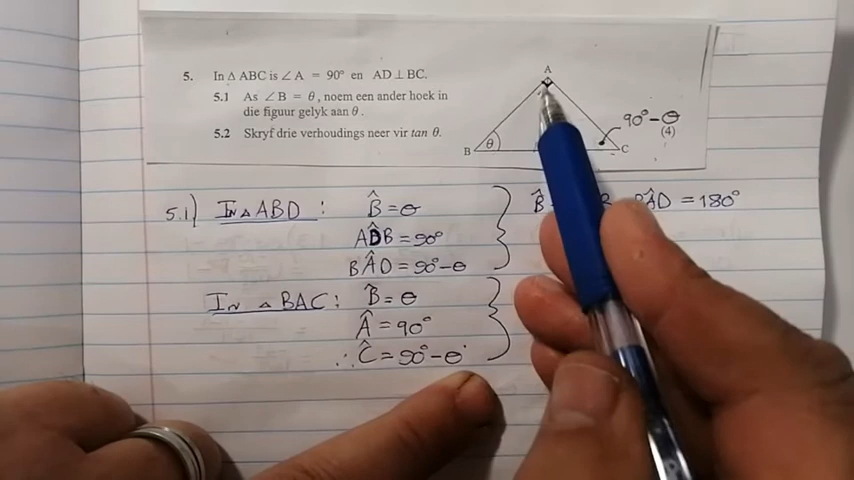 5. In △ ABC is ∠A = 90° en AD ⊥ BC.
5.1 As ∠B = θ, noem een ander hoek in
die figuur gelyk aan θ.
5.2 Skryf drie verhoudings neer vir tan θ.
(4)
A
B
C
θ
90° − θ
5.1) IN △ ABD : B̂ = θ
AD̂B = 90°
BÂD = 90° − θ
B̂ BÂD = 180°
IN △ BAC : B̂ = θ
Â = 90°
∴ Ĉ = 90° − θ